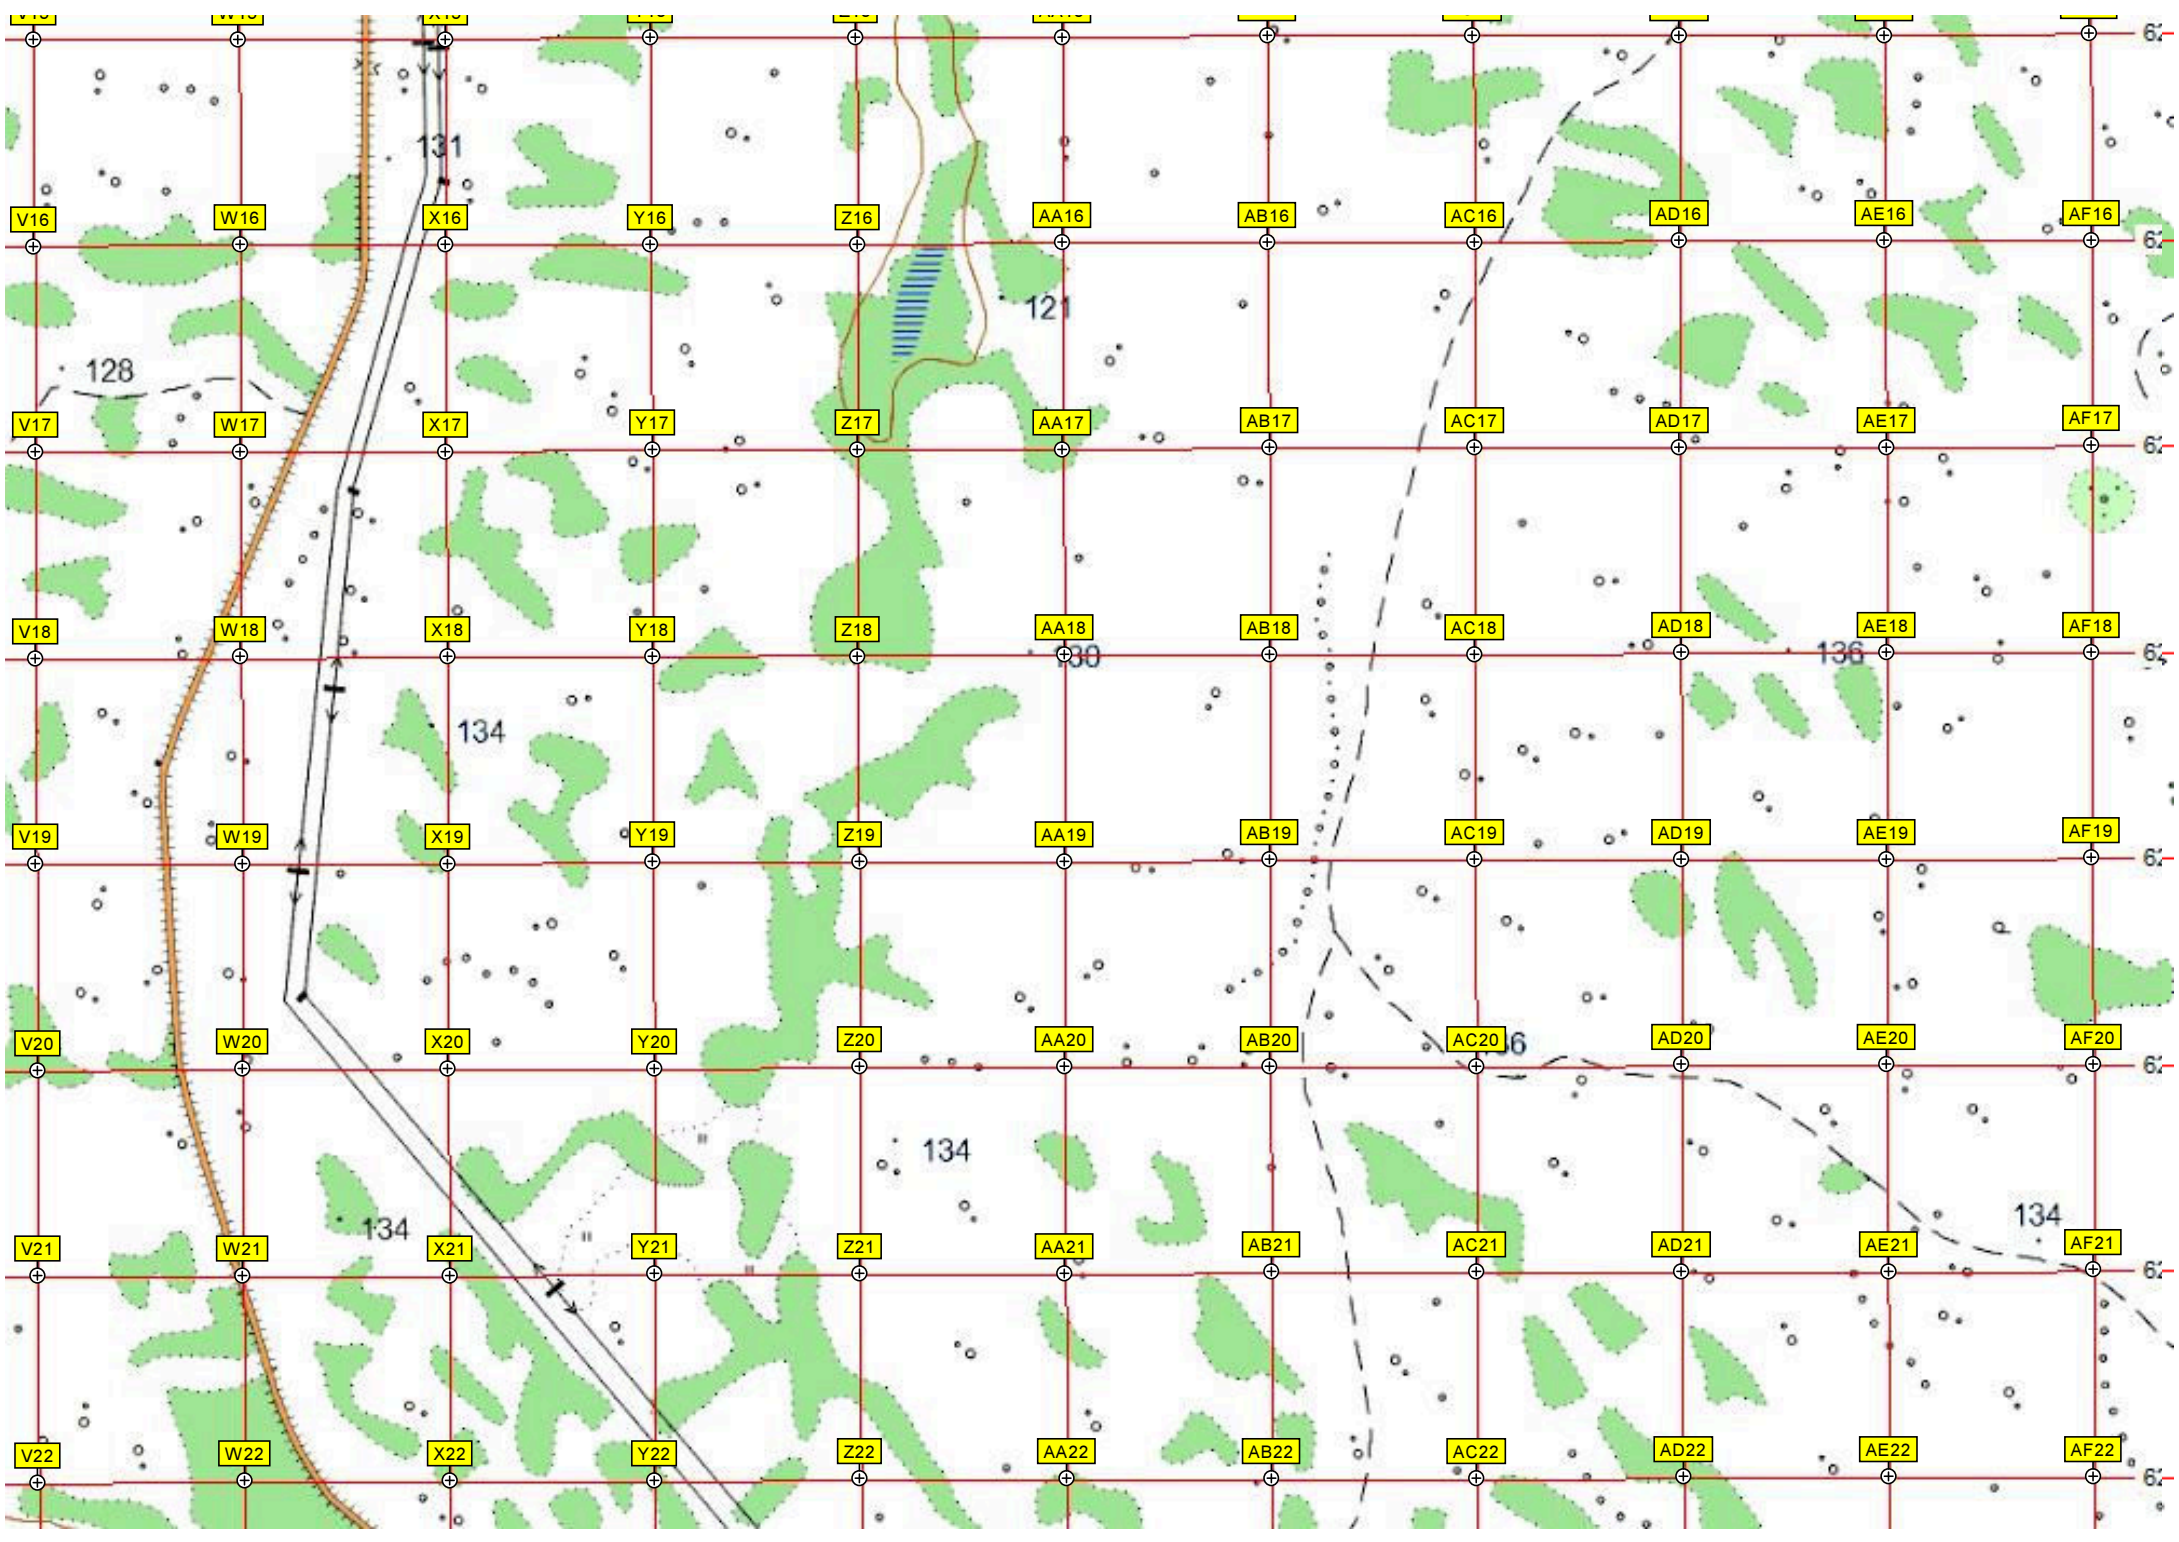 131
V16 W16 X16 Y16 Z16 AA16 AB16 AC16 AD16 AE16 AF16
121
128
V17 W17 X17 Y17 Z17 AA17 AB17 AC17 AD17 AE17 AF17
V18 W18 X18 Y18 Z18 AA18 AB18 AC18 AD18 AE18 AF18
130 136
134
V19 W19 X19 Y19 Z19 AA19 AB19 AC19 AD19 AE19 AF19
V20 W20 X20 Y20 Z20 AA20 AB20 AC20 AD20 AE20 AF20
134
134
134
V21 W21 X21 Y21 Z21 AA21 AB21 AC21 AD21 AE21 AF21
V22 W22 X22 Y22 Z22 AA22 AB22 AC22 AD22 AE22 AF22